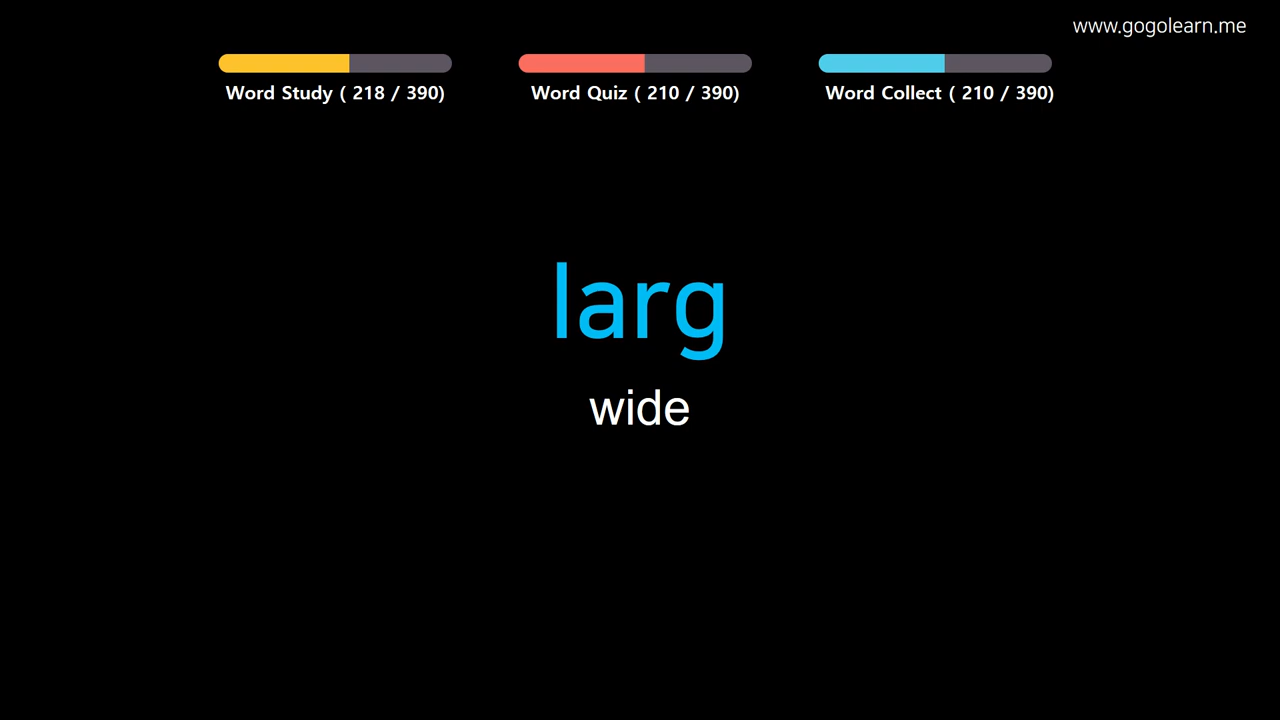 www.gogolearn.me
Word Study ( 218 / 390)
Word Quiz ( 210 / 390)
Word Collect ( 210 / 390)
larg
wide